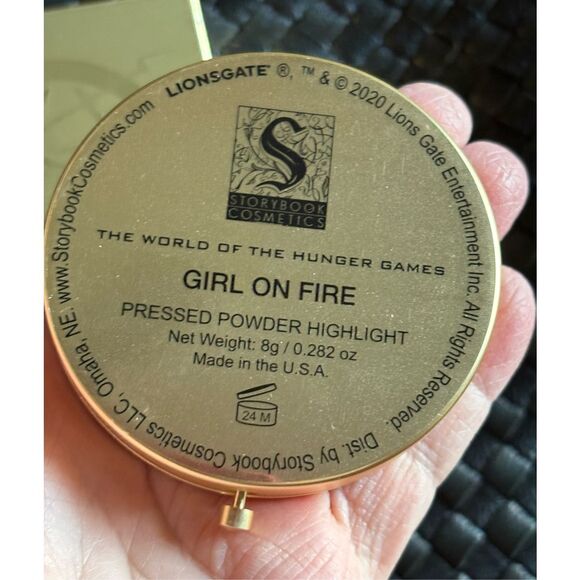 LIONSGATE ®, ™ & © 2020 Lions Gate Entertainment Inc. All Rights Reserved.
S
STORYBOOK
COSMETICS
THE WORLD OF THE HUNGER GAMES
GIRL ON FIRE
PRESSED POWDER HIGHLIGHT
Net Weight: 8g / 0.282 oz
Made in the U.S.A.
24 M
Dist. by Storybook Cosmetics LLC, Omaha, NE www.StorybookCosmetics.com